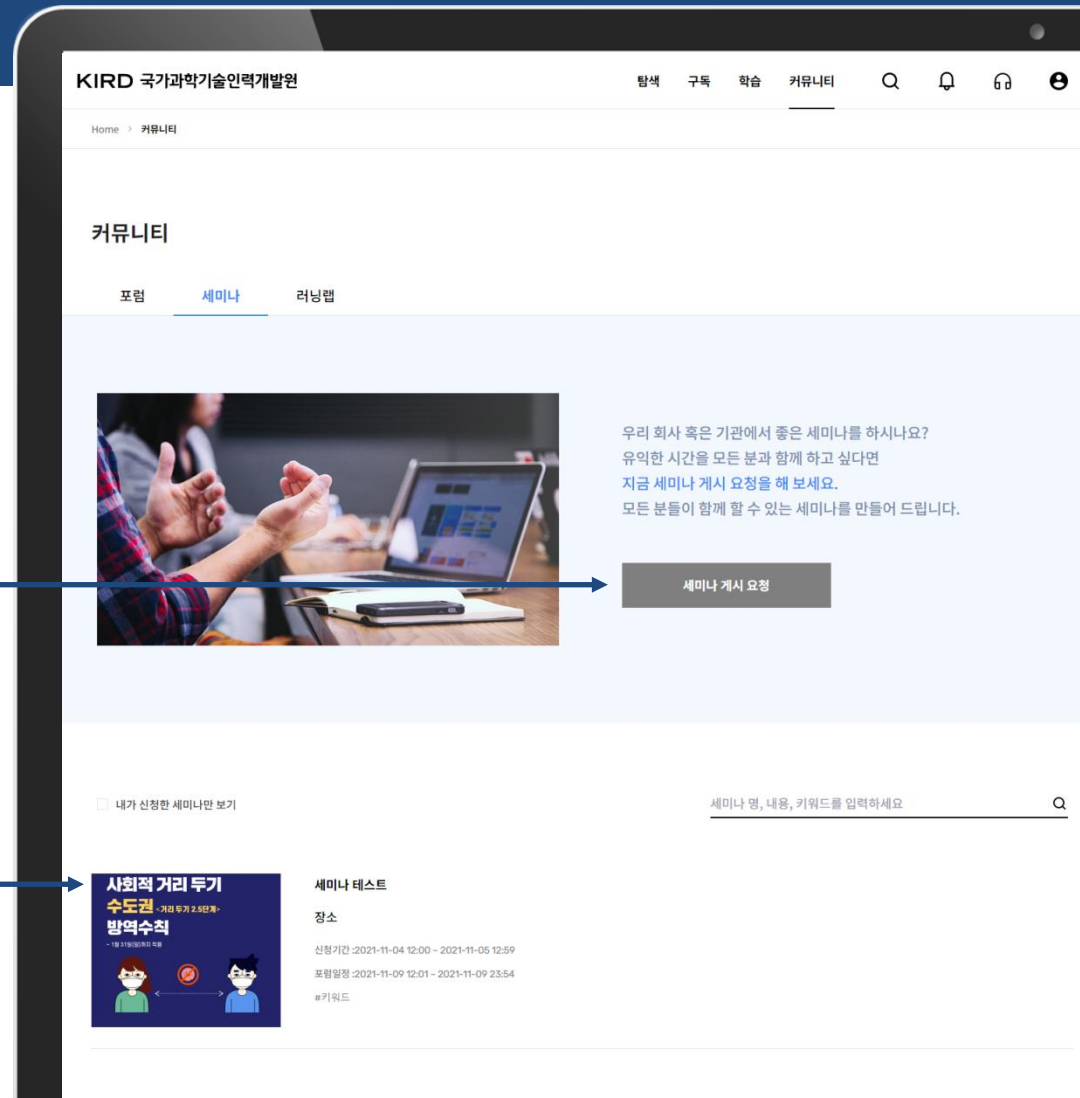 KIRD 국가과학기술인력개발원
탐색 구독 학습 커뮤니티
Home > 커뮤니티
커뮤니티
포럼 세미나 러닝랩
우리 회사 혹은 기관에서 좋은 세미나를 하시나요?
유익한 시간을 모든 분과 함께 하고 싶다면
지금 세미나 게시 요청을 해 보세요.
모든 분들이 함께 할 수 있는 세미나를 만들어 드립니다.
세미나 게시 요청
내가 신청한 세미나만 보기
세미나 명, 내용, 키워드를 입력하세요
사회적 거리 두기
수도권 <거리 두기 2.5단계>
방역수칙
~ 1월 31일(일)까지 적용
세미나 테스트
장소
신청기간 :2021-11-04 12:00 ~ 2021-11-05 12:59
포럼일정 :2021-11-09 12:01 ~ 2021-11-09 23:54
#키워드